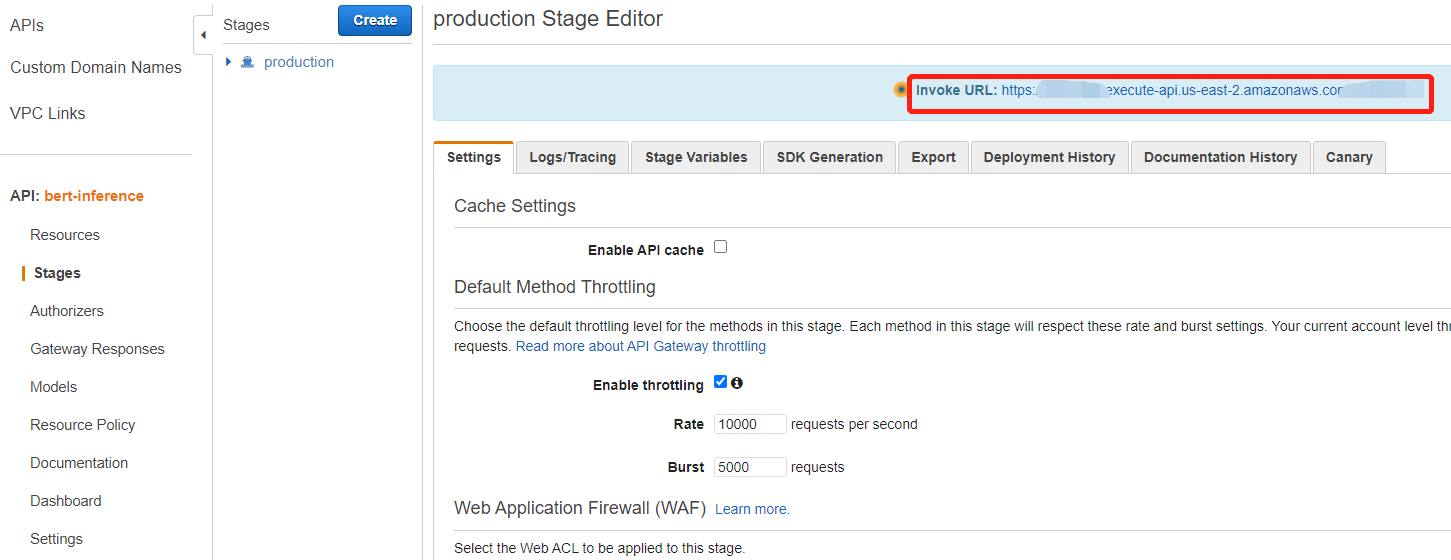 APIs
Custom Domain Names
VPC Links
API: bert-inference
Resources
Stages
Authorizers
Gateway Responses
Models
Resource Policy
Documentation
Dashboard
Settings
Stages
Create
production
production Stage Editor
Invoke URL: https: execute-api.us-east-2.amazonaws.com
Settings
Logs/Tracing
Stage Variables
SDK Generation
Export
Deployment History
Documentation History
Canary
Cache Settings
Enable API cache
Default Method Throttling
Choose the default throttling level for the methods in this stage. Each method in this stage will respect these rate and burst settings. Your current account level
requests. Read more about API Gateway throttling
Enable throttling
Rate 10000 requests per second
Burst 5000 requests
Web Application Firewall (WAF) Learn more.
Select the Web ACL to be applied to this stage.